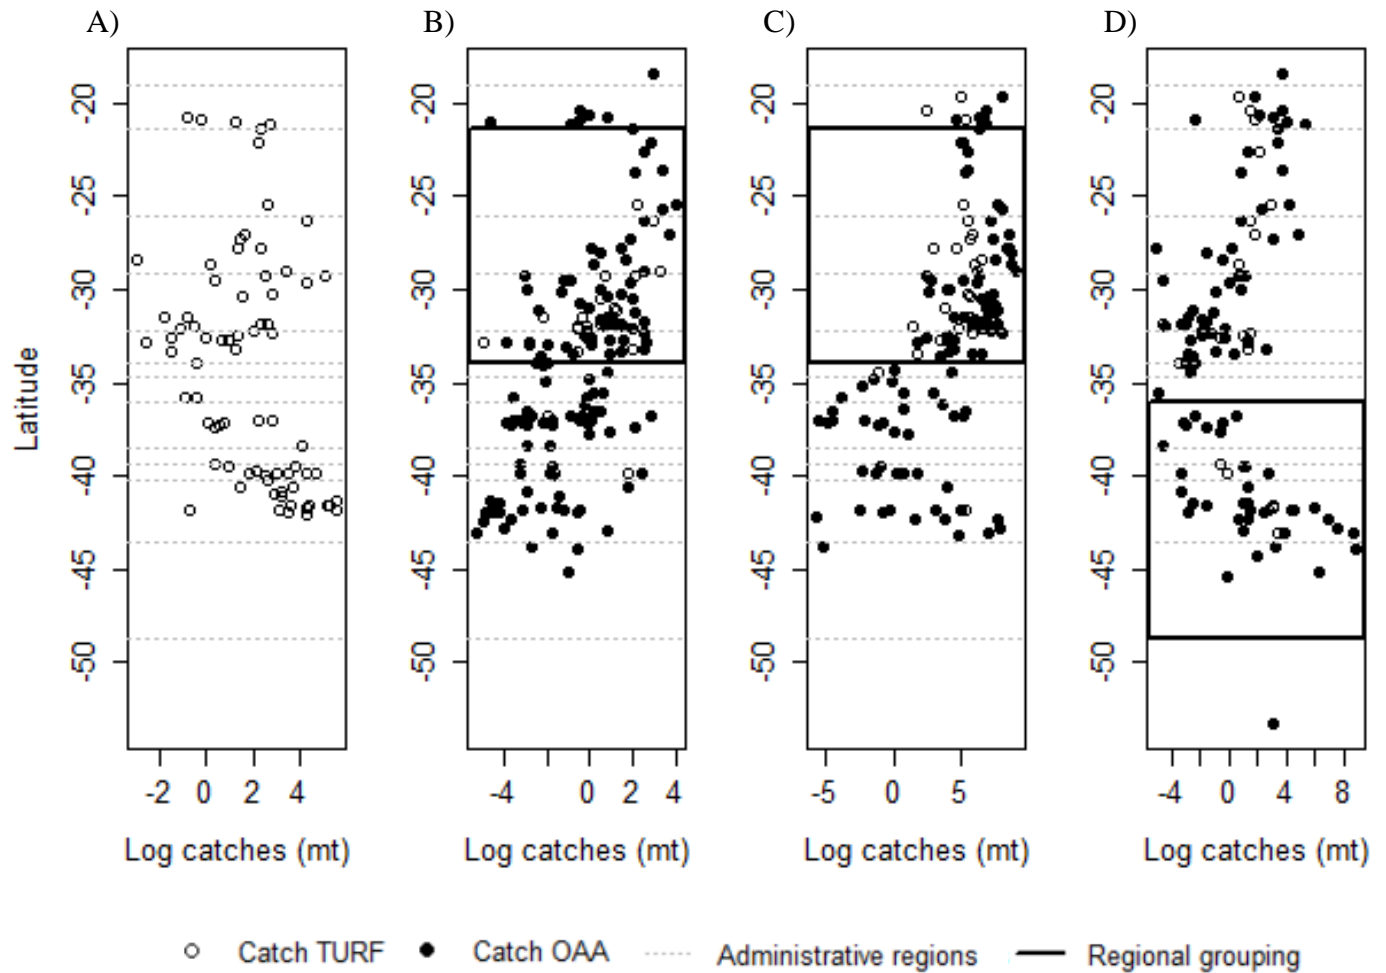 A) B) C) D)
Latitude
-20 -25 -30 -35 -40 -45 -50
-20 -25 -30 -35 -40 -45 -50
-20 -25 -30 -35 -40 -45 -50
-20 -25 -30 -35 -40 -45 -50
-2 0 2 4 -4 0 2 4 -5 0 5 -4 0 4 8
Log catches (mt) Log catches (mt) Log catches (mt) Log catches (mt)
Catch TURF Catch OAA Administrative regions Regional grouping